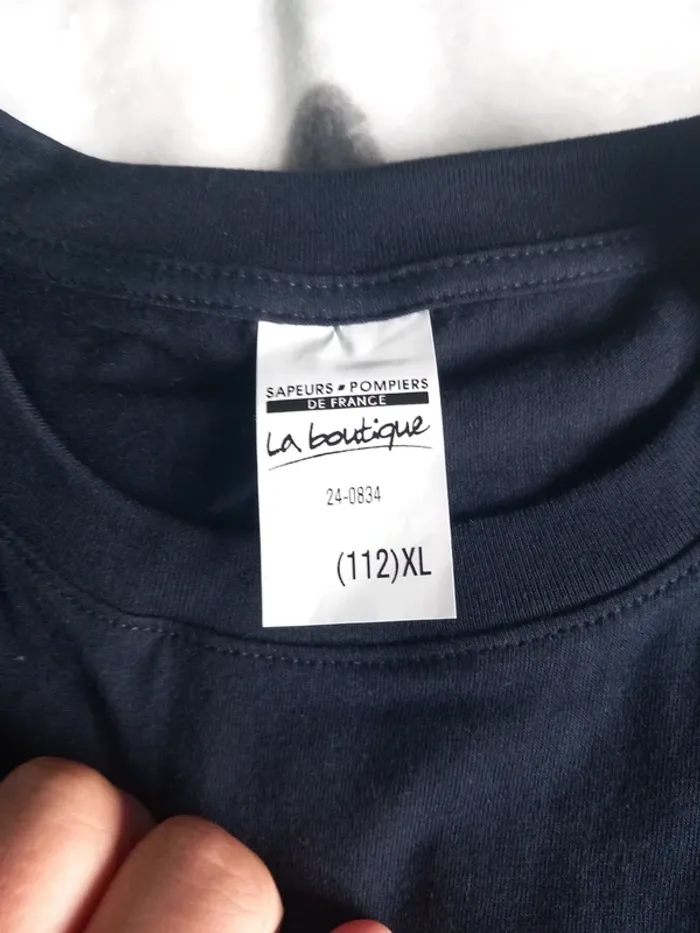 SAPEURS-POMPIERS
DE FRANCE
La boutique
24-0834
(112)XL